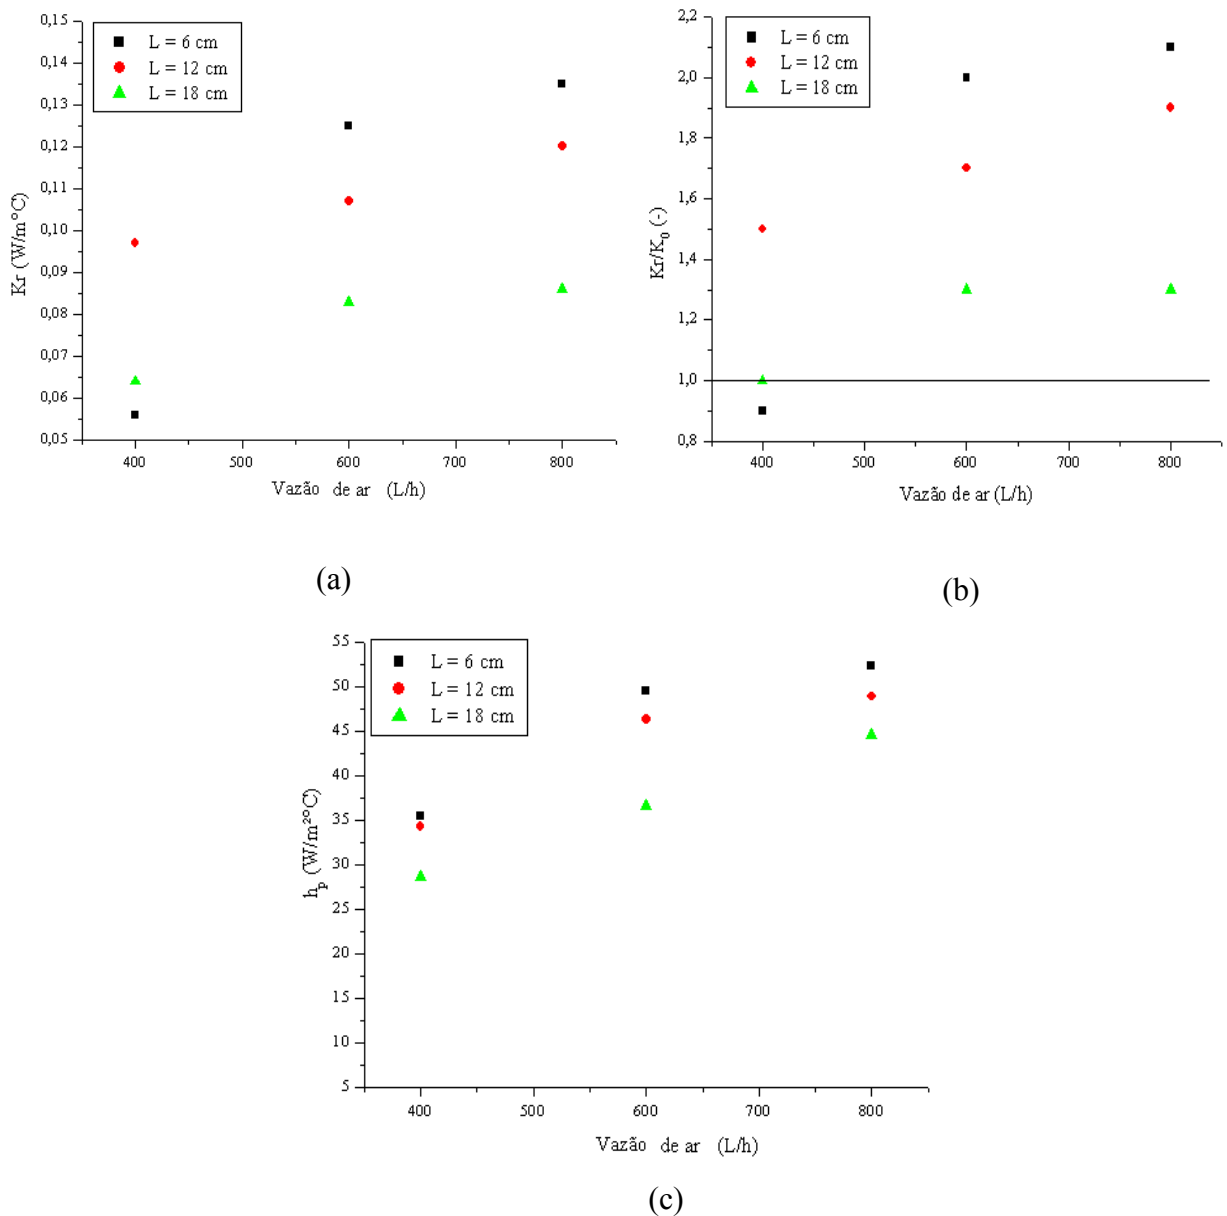 0,15
0,14
0,13
0,12
0,11
0,10
0,09
0,08
0,07
0,06
0,05
Kr (W/m°C)
L = 6 cm
L = 12 cm
L = 18 cm
400
500
600
700
800
Vazão de ar (L/h)
(a)
2,2
2,0
1,8
1,6
1,4
1,2
1,0
0,8
Kr/K0 (-)
L = 6 cm
L = 12 cm
L = 18 cm
400
500
600
700
800
Vazão de ar (L/h)
(b)
55
50
45
40
35
30
25
20
15
10
5
hp (W/m²°C)
L = 6 cm
L = 12 cm
L = 18 cm
400
500
600
700
800
Vazão de ar (L/h)
(c)